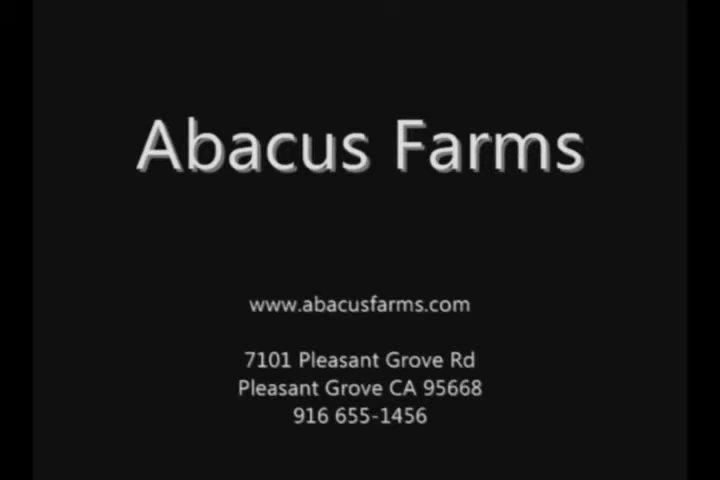 Abacus Farms
www.abacusfarms.com
7101 Pleasant Grove Rd
Pleasant Grove CA 95668
916 655-1456